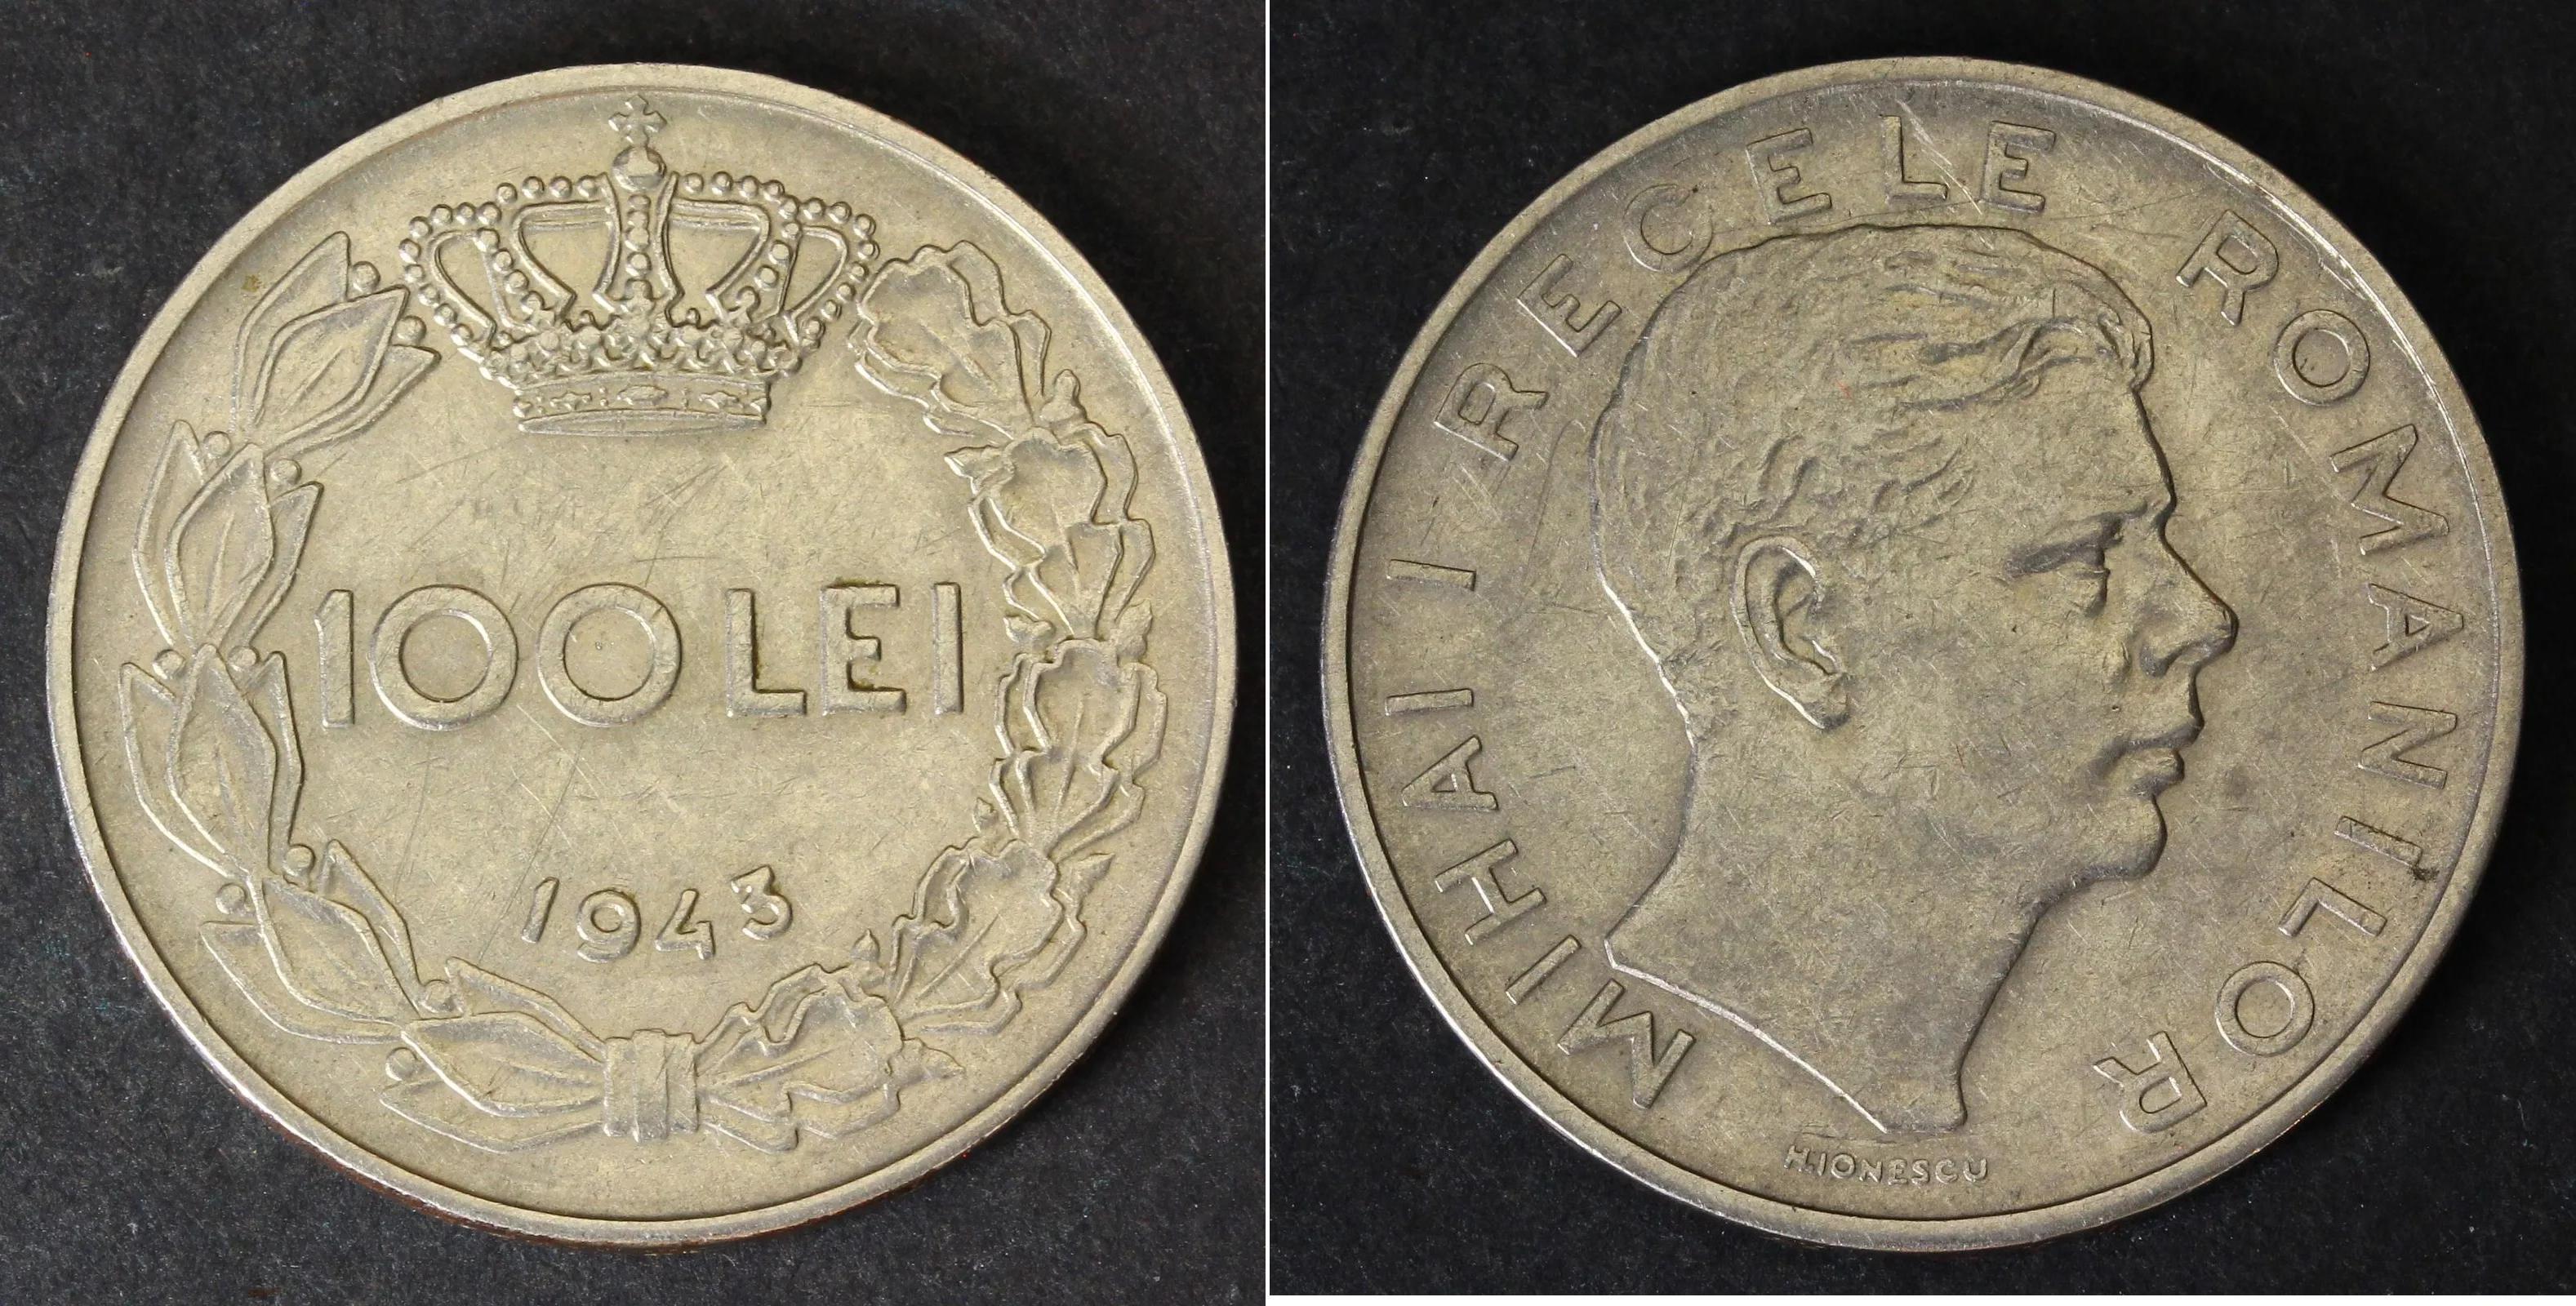 100 LEI
1943
MIHAI I REGELE ROMANILOR
H.IONESCU